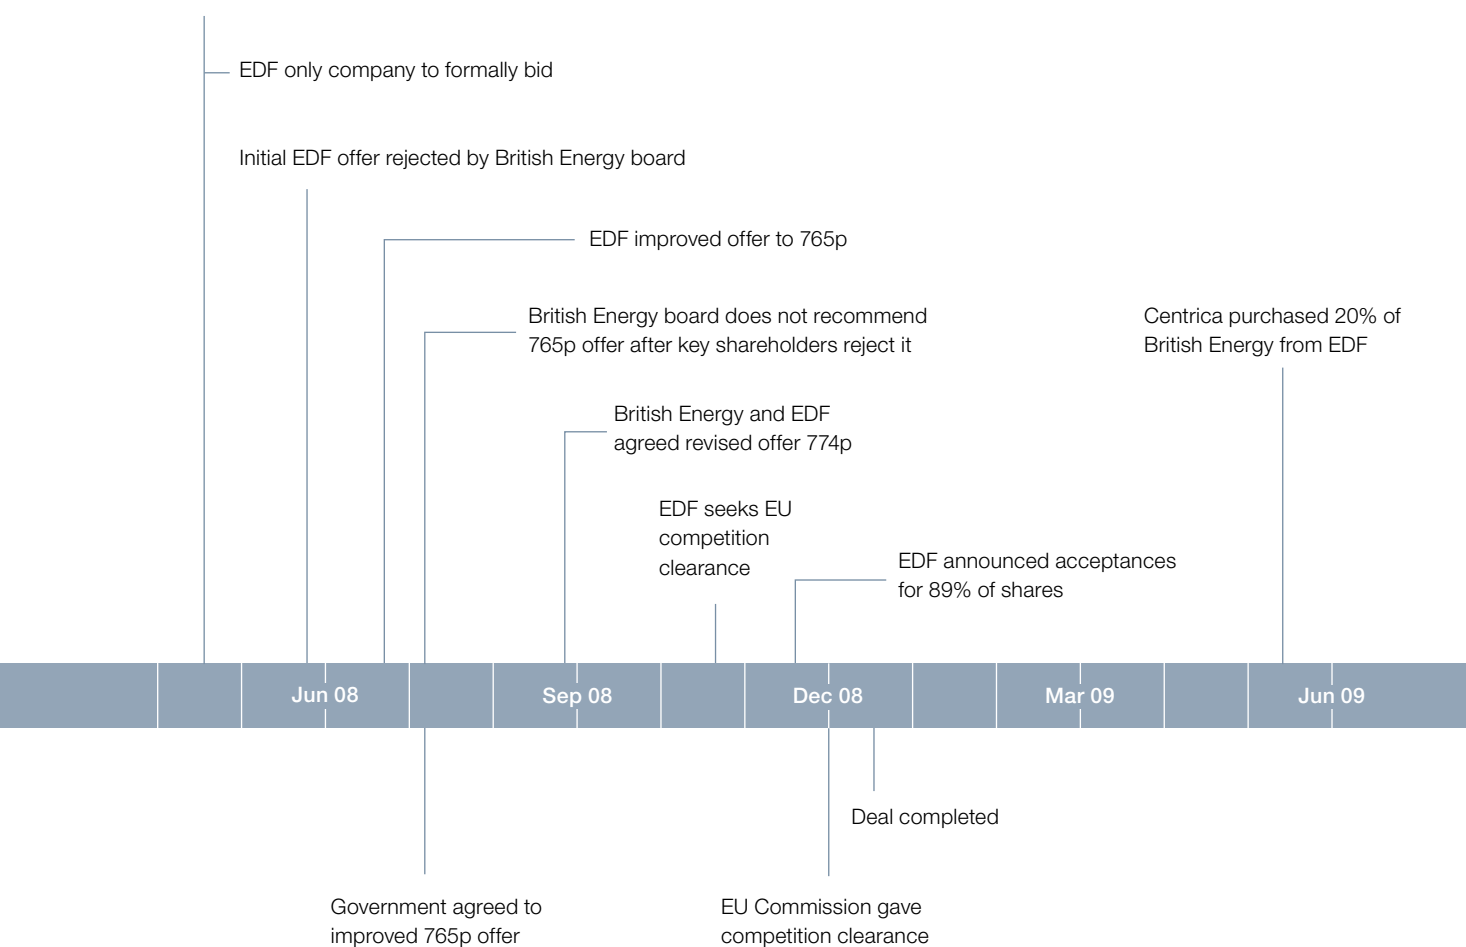 EDF only company to formally bid
Initial EDF offer rejected by British Energy board
EDF improved offer to 765p
British Energy board does not recommend
765p offer after key shareholders reject it
Centrica purchased 20% of
British Energy from EDF
British Energy and EDF
agreed revised offer 774p
EDF seeks EU
competition
clearance
EDF announced acceptances
for 89% of shares
Jun 08
Sep 08
Dec 08
Mar 09
Jun 09
Deal completed
Government agreed to
improved 765p offer
EU Commission gave
competition clearance